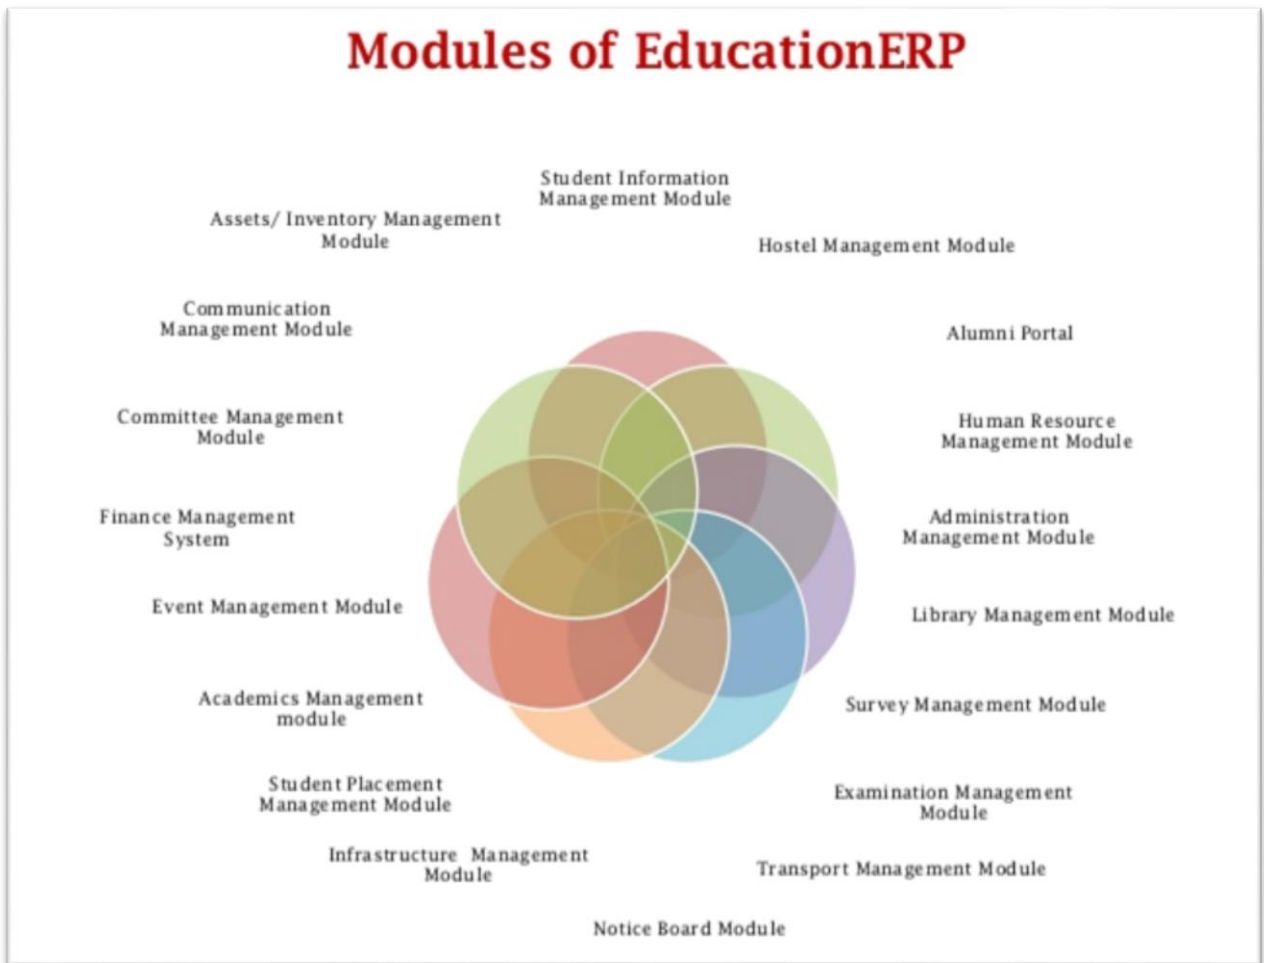 Modules of EducationERP
Student Information
Management Module
Assets/ Inventory Management
Module
Hostel Management Module
Communication
Management Module
Alumni Portal
Committee Management
Module
Human Resource
Management Module
Finance Management
System
Administration
Management Module
Event Management Module
Library Management Module
Academics Management
module
Survey Management Module
Student Placement
Management Module
Examination Management
Module
Infrastructure Management
Module
Transport Management Module
Notice Board Module